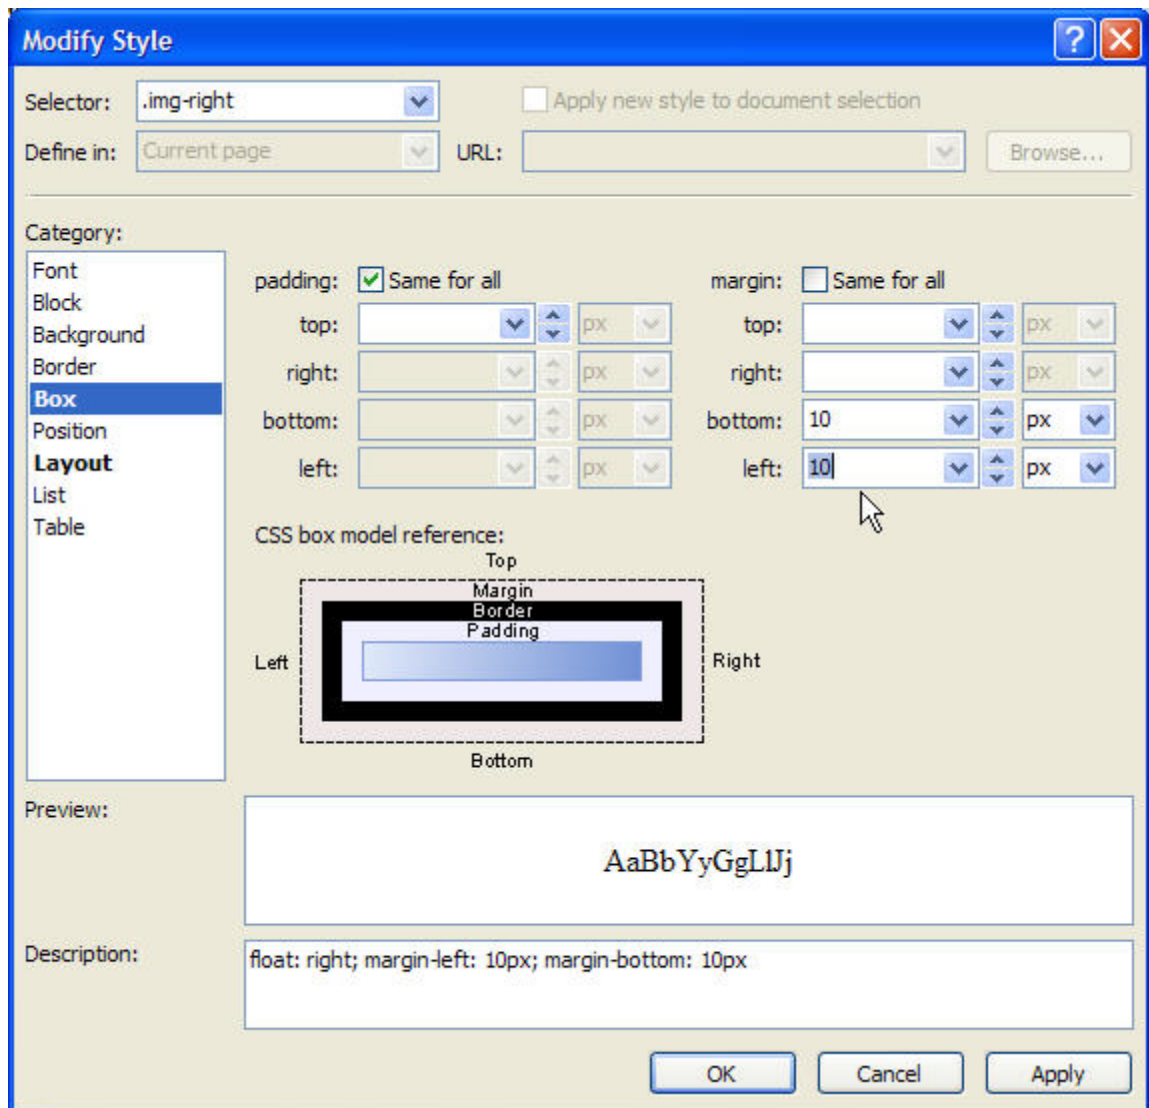 Modify Style
Selector: .img-right Apply new style to document selection
Define in: Current page URL: Browse...
Category:
Font
Block
Background
Border
Box
Position
Layout
List
Table
padding: Same for all
top: px
right: px
bottom: px
left: px
margin: Same for all
top: px
right: px
bottom: 10 px
left: 10 px
CSS box model reference:
Top
Margin
Border
Padding
Left
Right
Bottom
Preview:
AaBbYyGgLlJj
Description:
float: right; margin-left: 10px; margin-bottom: 10px
OK Cancel Apply